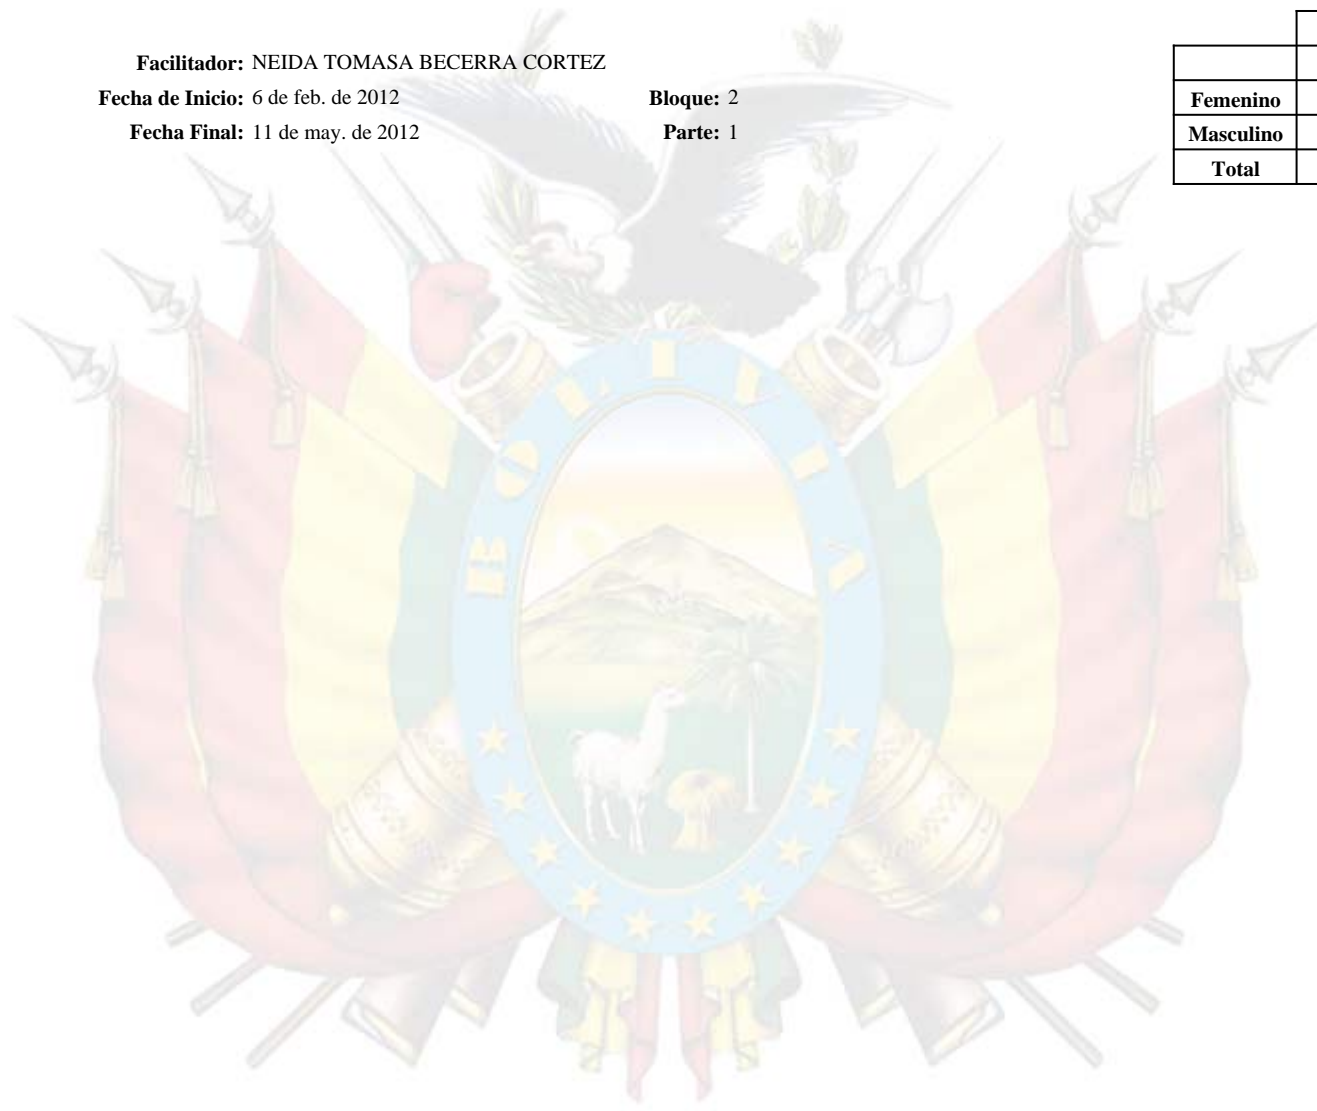 Facilitador: NEIDA TOMASA BECERRA CORTEZ
Fecha de Inicio: 6 de feb. de 2012 Bloque: 2
Fecha Final: 11 de may. de 2012 Parte: 1
Femenino
Masculino
Total
BOLIVIA